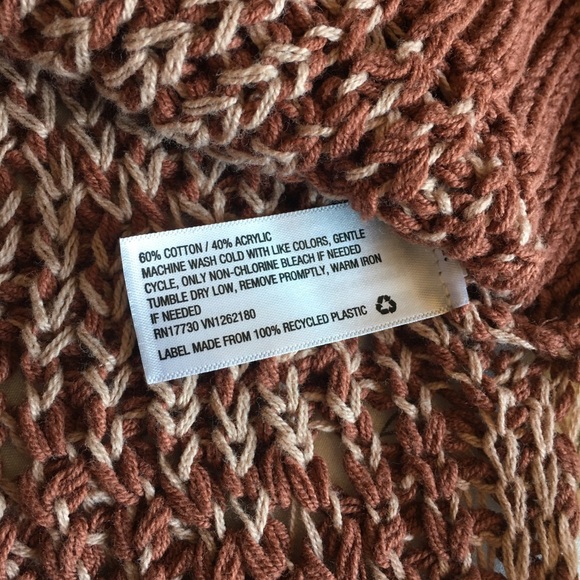 60% COTTON / 40% ACRYLIC
MACHINE WASH COLD WITH LIKE COLORS, GENTLE
CYCLE, ONLY NON-CHLORINE BLEACH IF NEEDED
TUMBLE DRY LOW, REMOVE PROMPTLY, WARM IRON
IF NEEDED
RN17730 VN1262180
LABEL MADE FROM 100% RECYCLED PLASTIC